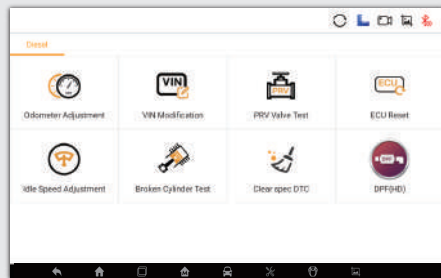 Diesel
Odometer Adjustment
VIN
VIN Modification
PRV
PRV Valve Test
ECU
ECU Reset
Idle Speed Adjustment
Broken Cylinder Test
Clear spec DTC
DPF
DPF(HD)